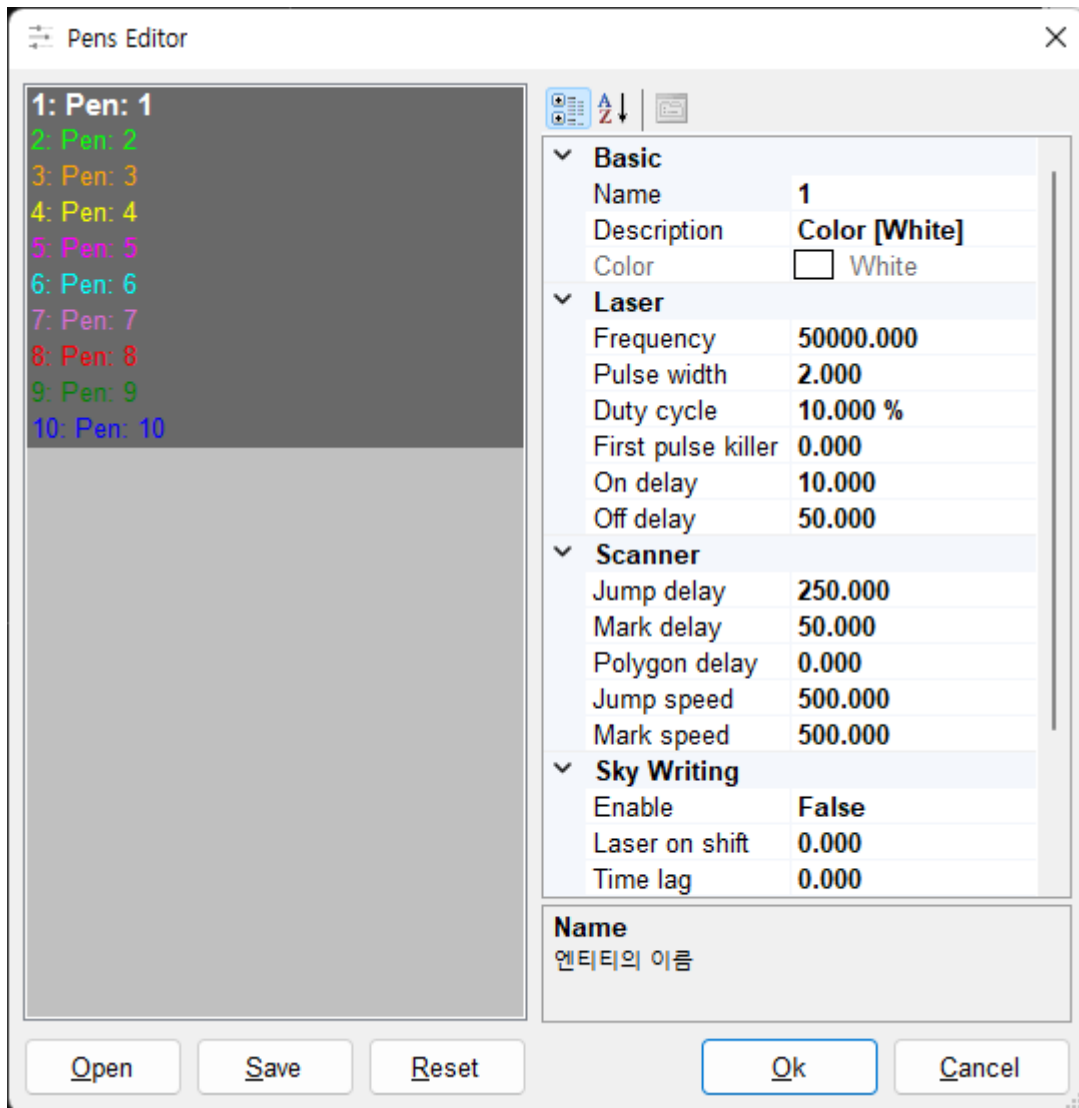 Pens Editor
1: Pen: 1
2: Pen: 2
3: Pen: 3
4: Pen: 4
5: Pen: 5
6: Pen: 6
7: Pen: 7
8: Pen: 8
9: Pen: 9
10: Pen: 10
Basic
Name 1
Description Color [White]
Color White
Laser
Frequency 50000.000
Pulse width 2.000
Duty cycle 10.000 %
First pulse killer 0.000
On delay 10.000
Off delay 50.000
Scanner
Jump delay 250.000
Mark delay 50.000
Polygon delay 0.000
Jump speed 500.000
Mark speed 500.000
Sky Writing
Enable False
Laser on shift 0.000
Time lag 0.000
Name
엔티티의 이름
Open Save Reset Ok Cancel